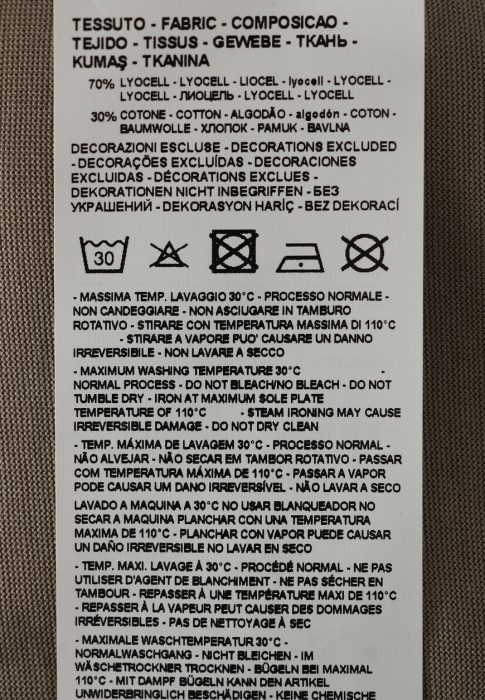 TESSUTO - FABRIC - COMPOSICAO -
TEJIDO - TISSUS - GEWEBE - ТКАНЬ -
KUMAŞ - TKANINA
70% LYOCELL - LYOCELL - LIOCEL - lyocell - LYOCELL -
LYOCELL - ЛИОЦЕЛЬ - LYOCELL - LYOCELL
30% COTONE - COTTON - ALGODÃO - algodón - COTON -
BAUMWOLLE - ХЛОПОК - PAMUK - BAVLNA
DECORAZIONI ESCLUSE - DECORATIONS EXCLUDED
- DECORAÇÕES EXCLUÍDAS - DECORACIONES
EXCLUIDAS - DÉCORATIONS EXCLUES -
DEKORATIONEN NICHT INBEGRIFFEN - БЕЗ
УКРАШЕНИЙ - DEKORASYON HARİÇ - BEZ DEKORACÍ
30
- MASSIMA TEMP. LAVAGGIO 30°C - PROCESSO NORMALE -
NON CANDEGGIARE - NON ASCIUGARE IN TAMBURO
ROTATIVO - STIRARE CON TEMPERATURA MASSIMA DI 110°C
- STIRARE A VAPORE PUO' CAUSARE UN DANNO
IRREVERSIBILE - NON LAVARE A SECCO
- MAXIMUM WASHING TEMPERATURE 30°C -
NORMAL PROCESS - DO NOT BLEACH/NO BLEACH - DO NOT
TUMBLE DRY - IRON AT MAXIMUM SOLE PLATE
TEMPERATURE OF 110°C - STEAM IRONING MAY CAUSE
IRREVERSIBLE DAMAGE - DO NOT DRY CLEAN
- TEMP. MÁXIMA DE LAVAGEM 30°C - PROCESSO NORMAL -
NÃO ALVEJAR - NÃO SECAR EM TAMBOR ROTATIVO - PASSAR
COM TEMPERATURA MÁXIMA DE 110°C - PASSAR A VAPOR
PODE CAUSAR UM DANO IRREVERSÍVEL - NÃO LAVAR A SECO
LAVADO A MAQUINA A 30°C NO USAR BLANQUEADOR NO
SECAR A MAQUINA PLANCHAR CON UNA TEMPERATURA
MAXIMA DE 110°C - PLANCHAR CON VAPOR PUEDE CAUSAR
UN DAÑO IRREVERSIBLE NO LAVAR EN SECO
- TEMP. MAXI. LAVAGE À 30°C - PROCÉDÉ NORMAL - NE PAS
UTILISER D'AGENT DE BLANCHIMENT - NE PAS SÉCHER EN
TAMBOUR - REPASSER À UNE TEMPÉRATURE MAXI DE 110°C
- REPASSER À LA VAPEUR PEUT CAUSER DES DOMMAGES
IRRÉVERSIBLES - PAS DE NETTOYAGE À SEC
- MAXIMALE WASCHTEMPERATUR 30°C -
NORMALWASCHGANG - NICHT BLEICHEN - IM
WÄSCHETROCKNER TROCKNEN - BÜGELN BEI MAXIMAL
110°C - MIT DAMPF BÜGELN KANN DEN ARTIKEL
UNWIDERBRINGLICH BESCHÄDIGEN - KEINE CHEMISCHE